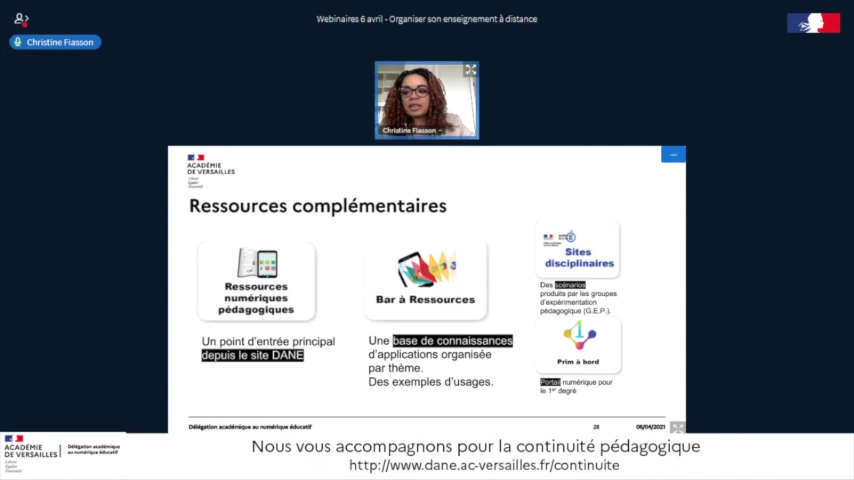 Webinaires 6 avril - Organiser son enseignement à distance
Christine Fiasson
Christine Fiasson
ACADÉMIE
DE VERSAILLES
Ressources complémentaires
Ressources
numériques
pédagogiques
Un point d'entrée principal
depuis le site DANE
Bar à Ressources
Une base de connaissances
d'applications organisée
par thème.
Des exemples d'usages.
Sites
disciplinaires
Des scénarios
produits par les groupes
d'expérimentation
pédagogique (G.E.P.).
Prim à bord
Portail numérique pour
le 1er degré
Délégation académique au numérique éducatif
28
06/04/2021
ACADÉMIE
DE VERSAILLES
Délégation académique
au numérique éducatif
Nous vous accompagnons pour la continuité pédagogique
http://www.dane.ac-versailles.fr/continuite